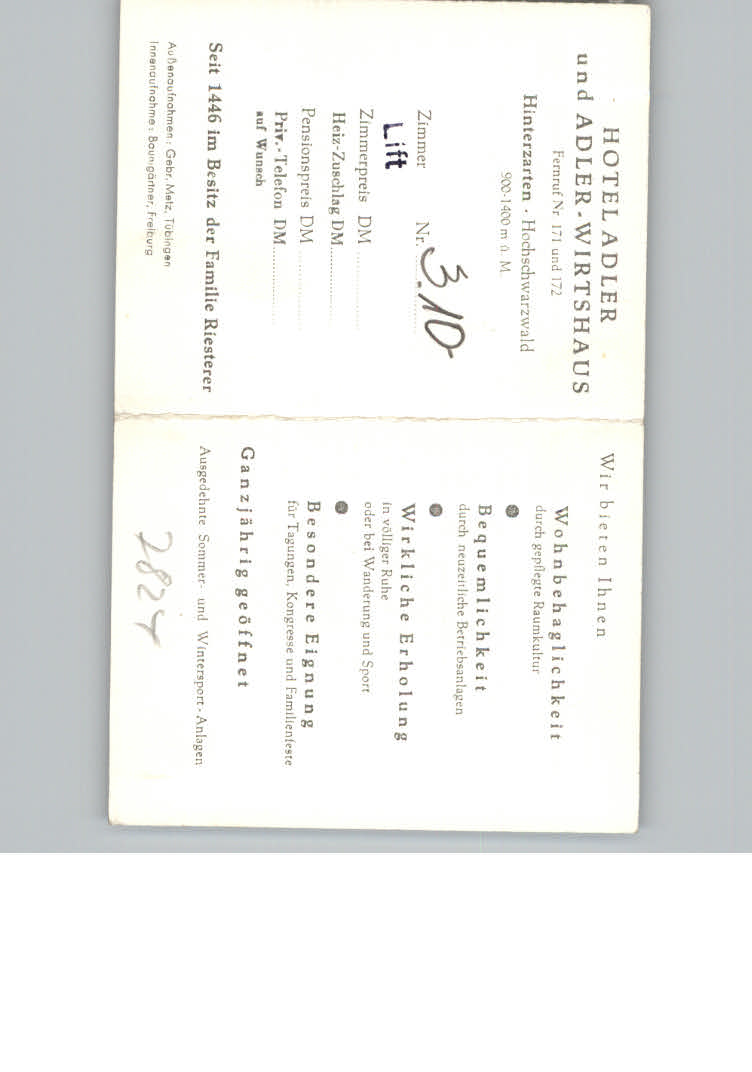 HOTEL ADLER
und ADLER-WIRTSHAUS
Fernruf Nr. 171 und 172
Hinterzarten · Hochschwarzwald
900-1400 m ü. M.
Zimmer Nr. 310
Lift
Zimmerpreis DM
Heiz-Zuschlag DM
Pensionspreis DM
Priv.-Telefon DM
auf Wunsch
Seit 1446 im Besitz der Familie Riesterer
Außenaufnahmen: Gebr. Metz, Tübingen
Innenaufnahme: Baumgärtner, Freiburg
Wir bieten Ihnen
Wohnbehaglichkeit
durch gepflegte Raumkultur
Bequemlichkeit
durch neuzeitliche Betriebsanlagen
Wirkliche Erholung
in völliger Ruhe
oder bei Wanderung und Sport
Besondere Eignung
für Tagungen, Kongresse und Familienfeste
Ganzjährig geöffnet
Ausgedehnte Sommer- und Wintersport-Anlagen